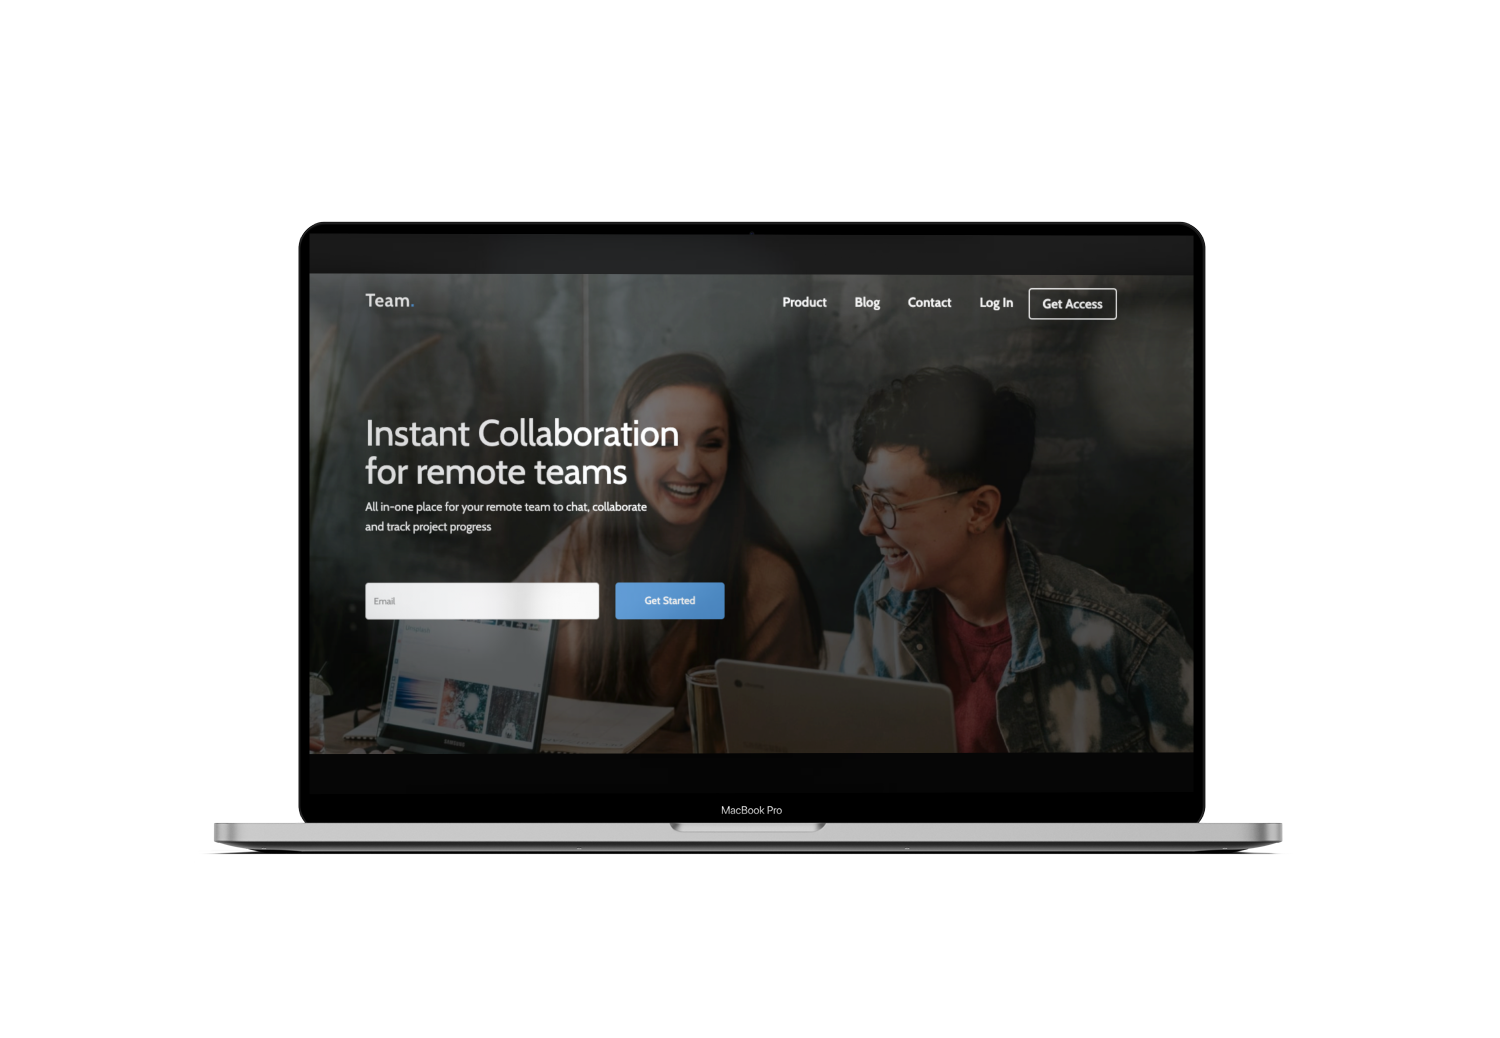 Team.
Product Blog Contact Log In Get Access
Instant Collaboration
for remote teams
All in-one place for your remote team to chat, collaborate
and track project progress
Email Get Started
SAMSUNG
MacBook Pro